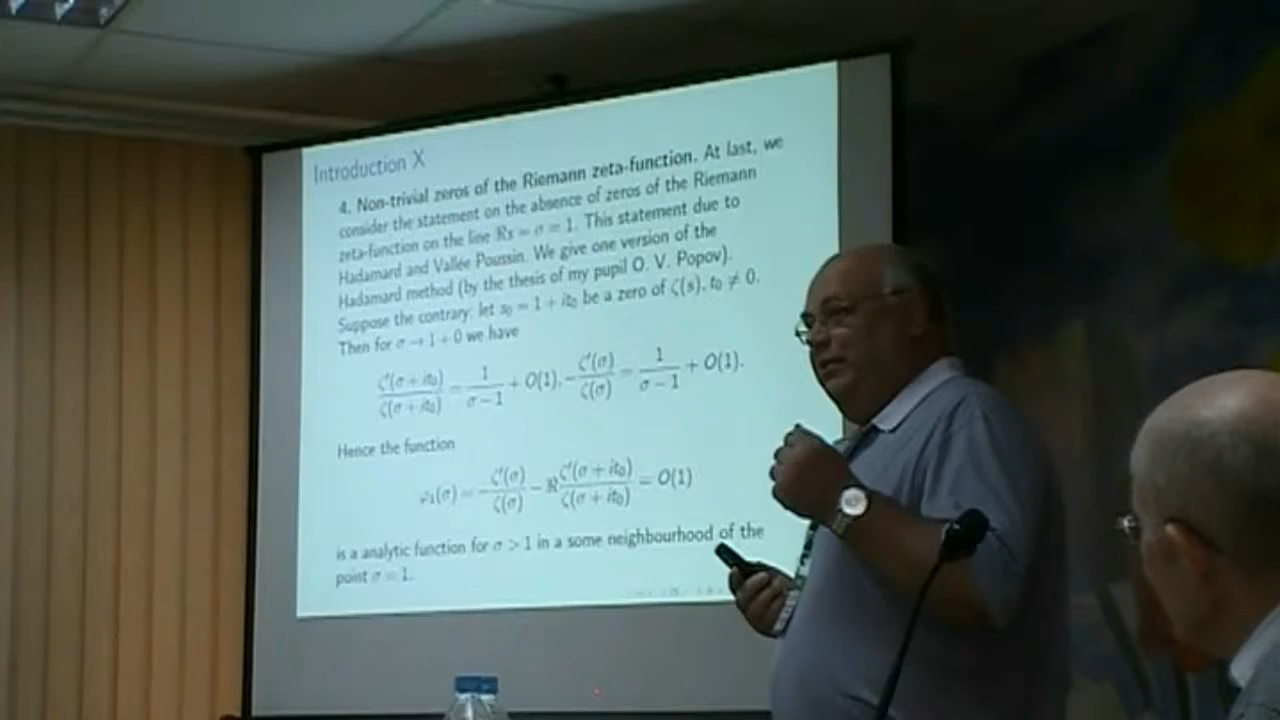 Introduction X
4. Non-trivial zeros of the Riemann zeta-function. At last, we
consider the statement on the absence of zeros of the Riemann
zeta-function on the line ℜs = σ = 1. This statement due to
Hadamard and Vallée Poussin. We give one version of the
Hadamard method (by the thesis of my pupil O. V. Popov).
Suppose the contrary: let s₀ = 1 + it₀ be a zero of ζ(s), t₀ ≠ 0.
Then for σ → 1 + 0 we have
ζ′(σ + it₀)/ζ(σ + it₀) = 1/(σ − 1) + O(1), −ζ′(σ)/ζ(σ) = 1/(σ − 1) + O(1).
Hence the function
φ₁(σ) = −ζ′(σ)/ζ(σ) − ℜ ζ′(σ + it₀)/ζ(σ + it₀) = O(1)
is a analytic function for σ > 1 in a some neighbourhood of the
point σ = 1.